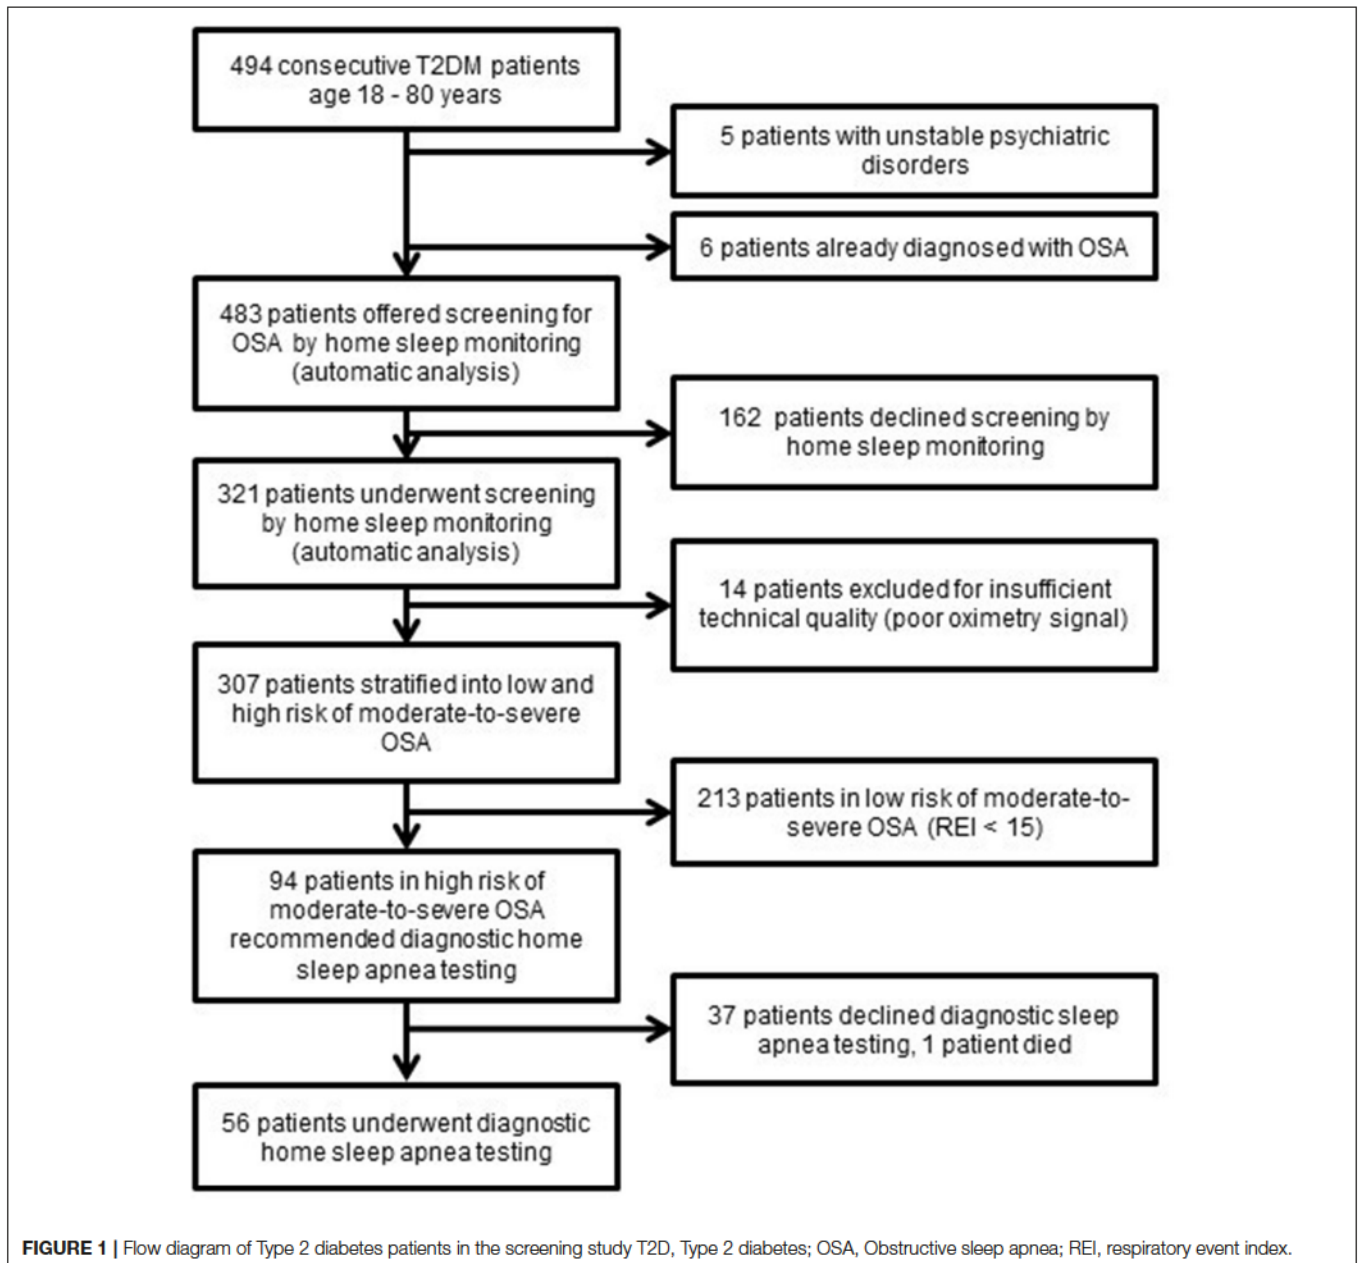 494 consecutive T2DM patients
age 18 - 80 years
5 patients with unstable psychiatric
disorders
6 patients already diagnosed with OSA
483 patients offered screening for
OSA by home sleep monitoring
(automatic analysis)
162 patients declined screening by
home sleep monitoring
321 patients underwent screening
by home sleep monitoring
(automatic analysis)
14 patients excluded for insufficient
technical quality (poor oximetry signal)
307 patients stratified into low and
high risk of moderate-to-severe
OSA
213 patients in low risk of moderate-to-
severe OSA (REI < 15)
94 patients in high risk of
moderate-to-severe OSA
recommended diagnostic home
sleep apnea testing
37 patients declined diagnostic sleep
apnea testing, 1 patient died
56 patients underwent diagnostic
home sleep apnea testing
FIGURE 1 | Flow diagram of Type 2 diabetes patients in the screening study T2D, Type 2 diabetes; OSA, Obstructive sleep apnea; REI, respiratory event index.